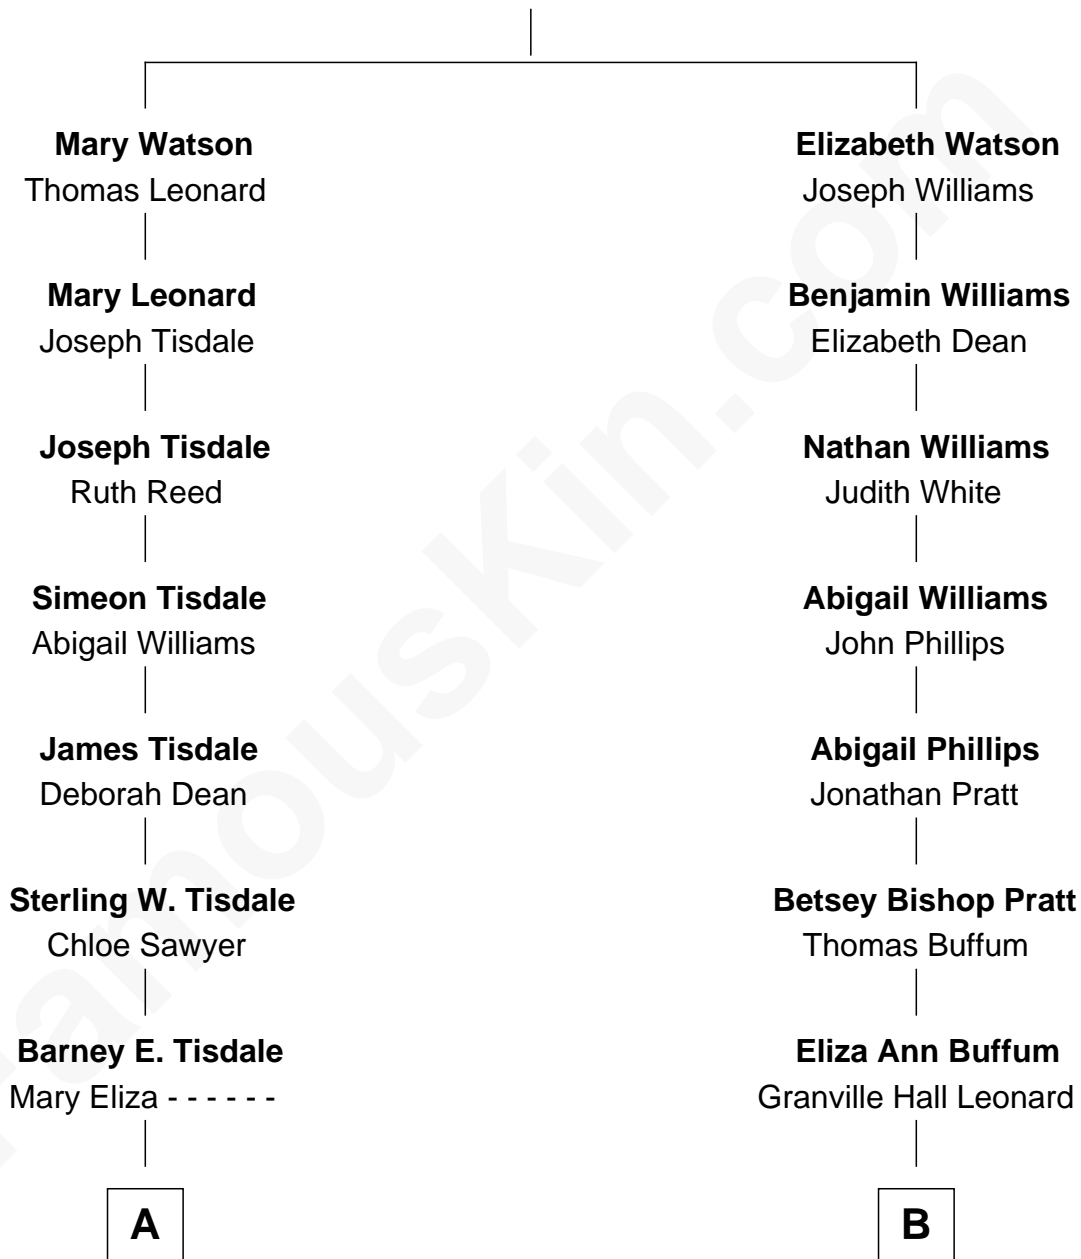 Mary Watson
Thomas Leonard
Elizabeth Watson
Joseph Williams
Mary Leonard
Joseph Tisdale
Benjamin Williams
Elizabeth Dean
Joseph Tisdale
Ruth Reed
Nathan Williams
Judith White
Simeon Tisdale
Abigail Williams
Abigail Williams
John Phillips
James Tisdale
Deborah Dean
Abigail Phillips
Jonathan Pratt
Sterling W. Tisdale
Chloe Sawyer
Betsey Bishop Pratt
Thomas Buffum
Barney E. Tisdale
Mary Eliza - - - - - -
Eliza Ann Buffum
Granville Hall Leonard
A
B
FamousKin.com